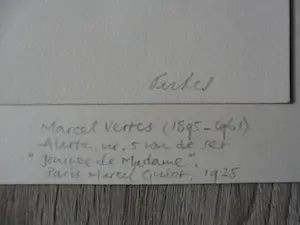 Vertes
Marcel Vertes (1895-1961)
Alerte, nr. 5 van de set
"Journée de Madame",
Paris Marcel Guiot, 1925